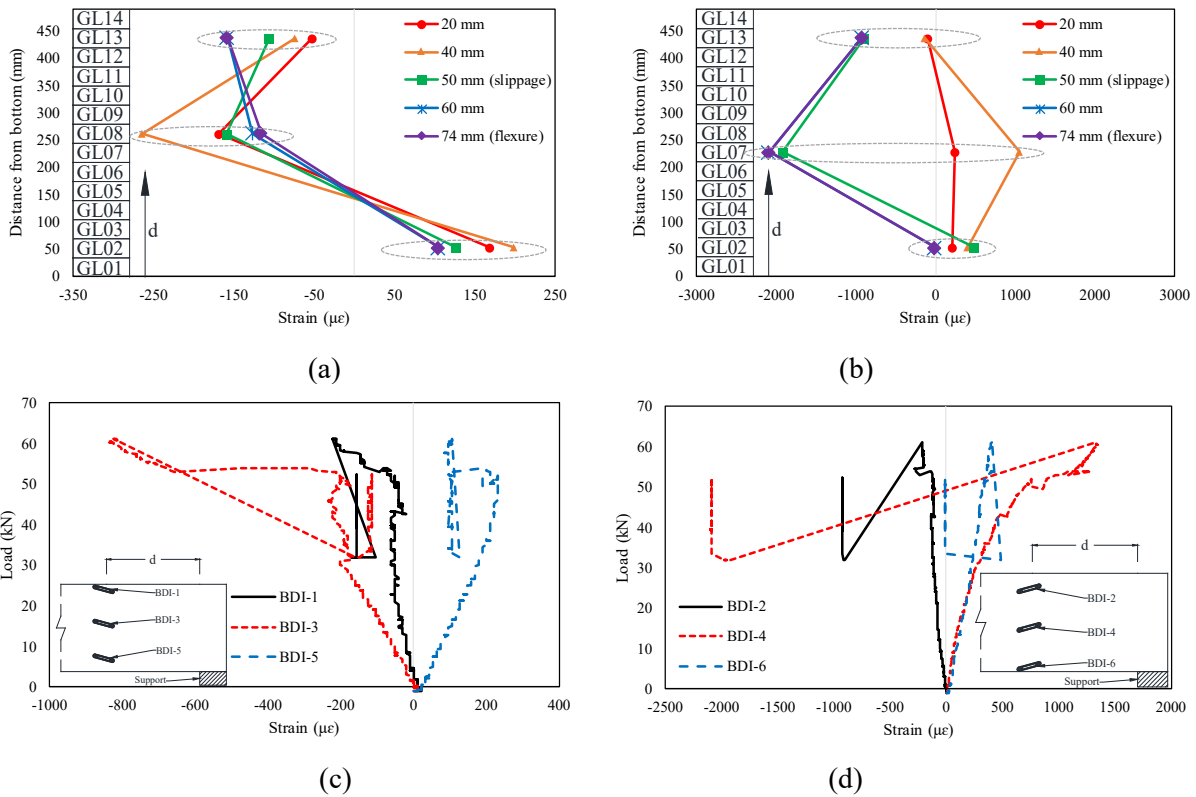 GL14
GL13
GL12
GL11
GL10
GL09
GL08
GL07
GL06
GL05
GL04
GL03
GL02
GL01
450
400
350
300
250
200
150
100
50
0
Distance from bottom (mm)
d
20 mm
40 mm
50 mm (slippage)
60 mm
74 mm (flexure)
-350 -250 -150 -50 50 150 250
Strain (με)
(a)
GL14
GL13
GL12
GL11
GL10
GL09
GL08
GL07
GL06
GL05
GL04
GL03
GL02
GL01
450
400
350
300
250
200
150
100
50
0
Distance from bottom (mm)
d
20 mm
40 mm
50 mm (slippage)
60 mm
74 mm (flexure)
-3000 -2000 -1000 0 1000 2000 3000
Strain (με)
(b)
70
60
50
40
30
20
10
0
Load (kN)
d
BDI-1
BDI-3
BDI-5
Support
BDI-1
BDI-3
BDI-5
-1000 -800 -600 -400 -200 0 200 400
Strain (με)
(c)
70
60
50
40
30
20
10
0
Load (kN)
BDI-2
BDI-4
BDI-6
d
BDI-2
BDI-4
BDI-6
Support
-2500 -2000 -1500 -1000 -500 0 500 1000 1500 2000
Strain (με)
(d)